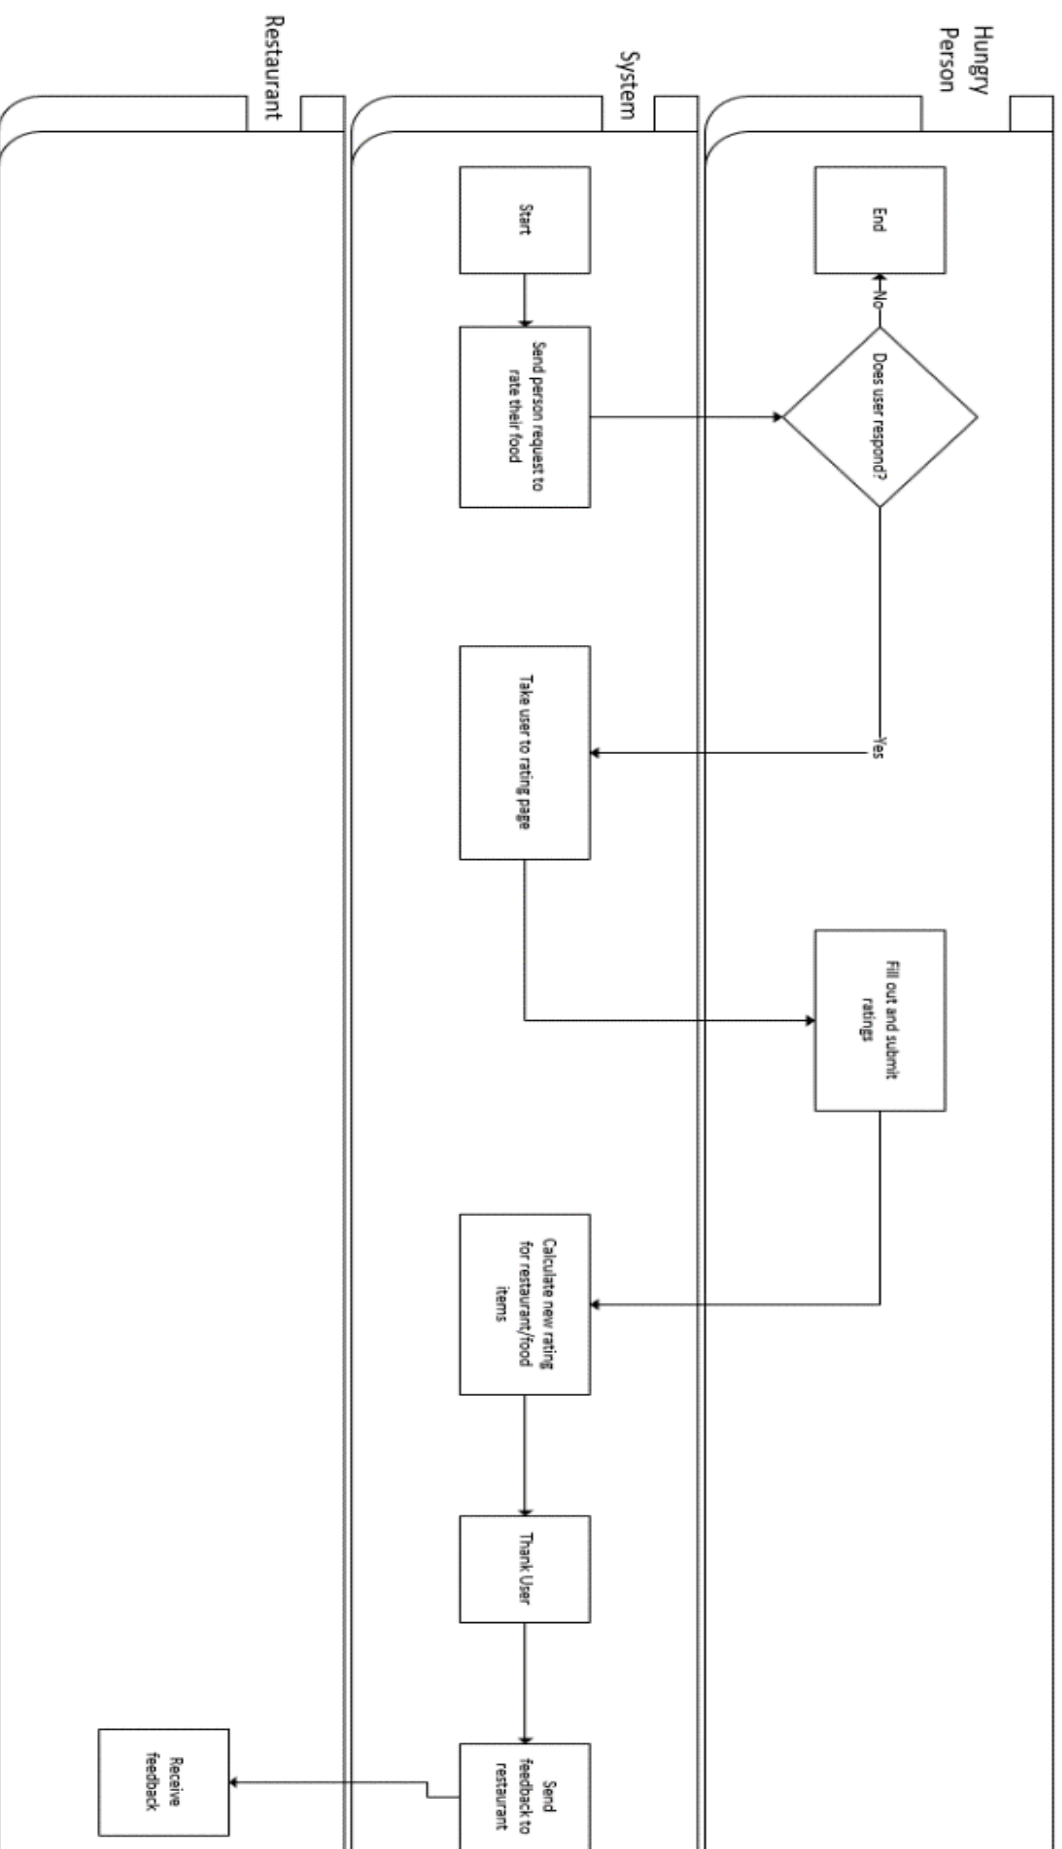 Hungry
Person
End
No
Does user respond?
Yes
Fill out and submit
ratings
System
Start
Send person request to
rate their food
Take user to rating page
Calculate new rating
for restaurant/food
items
Thank User
Send
feedback to
restaurant
Restaurant
Receive
feedback